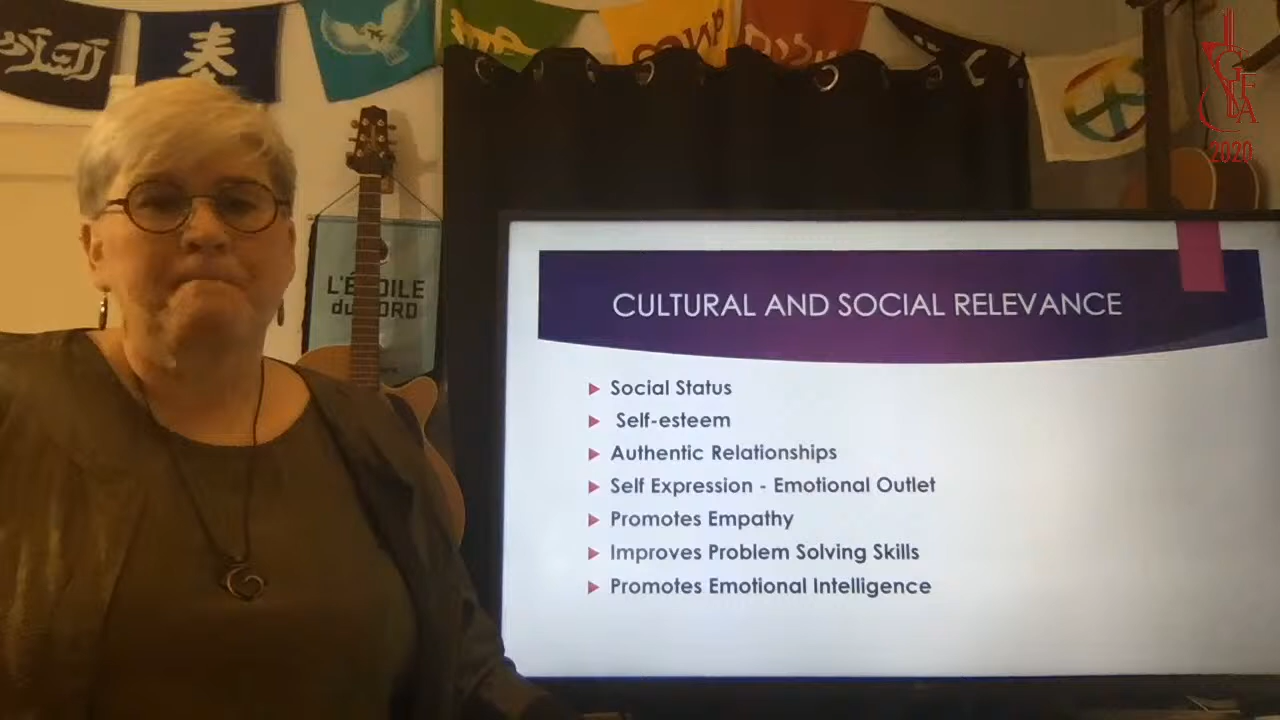 السلام
L'ÉTOILE
du NORD
2020
CULTURAL AND SOCIAL RELEVANCE
Social Status
Self-esteem
Authentic Relationships
Self Expression - Emotional Outlet
Promotes Empathy
Improves Problem Solving Skills
Promotes Emotional Intelligence